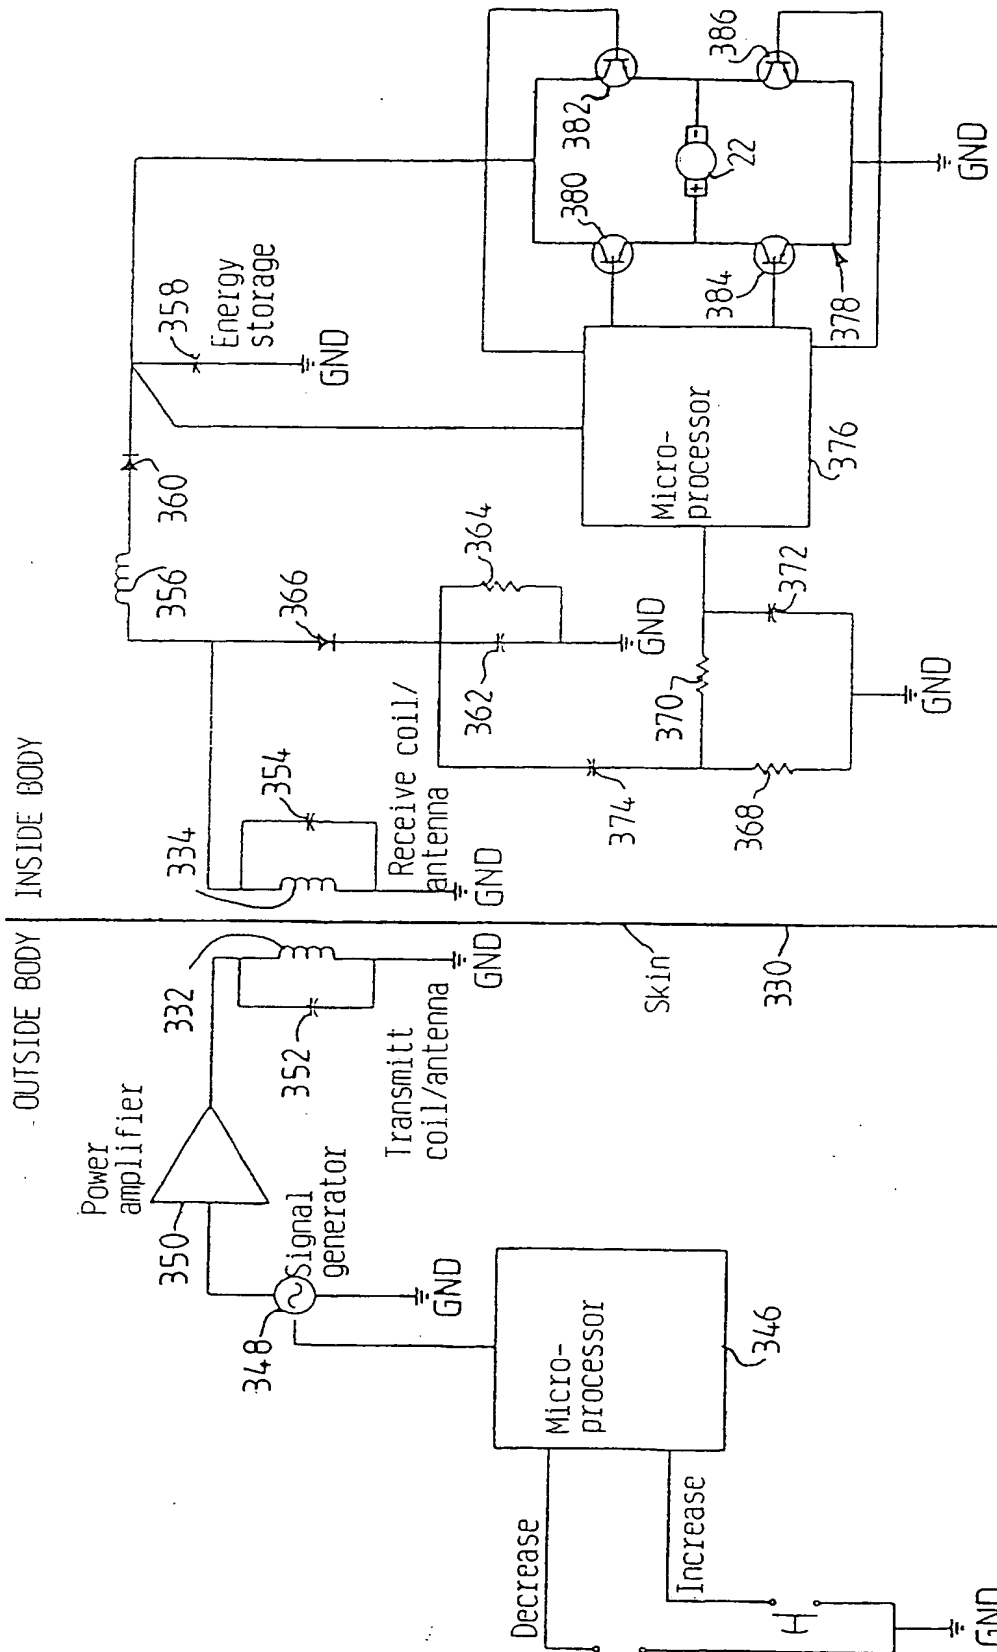 OUTSIDE BODY
INSIDE BODY
Power
amplifier
350
332
334
352
354
Transmitt
coil/antenna
Receive coil/
antenna
GND
GND
348
Signal
generator
GND
Micro-
processor
346
Decrease
Increase
GND
Skin
330
356
360
358
Energy
storage
GND
366
364
362
GND
374
370
372
368
GND
Micro-
processor
376
380
382
384
386
+
-
22
378
GND